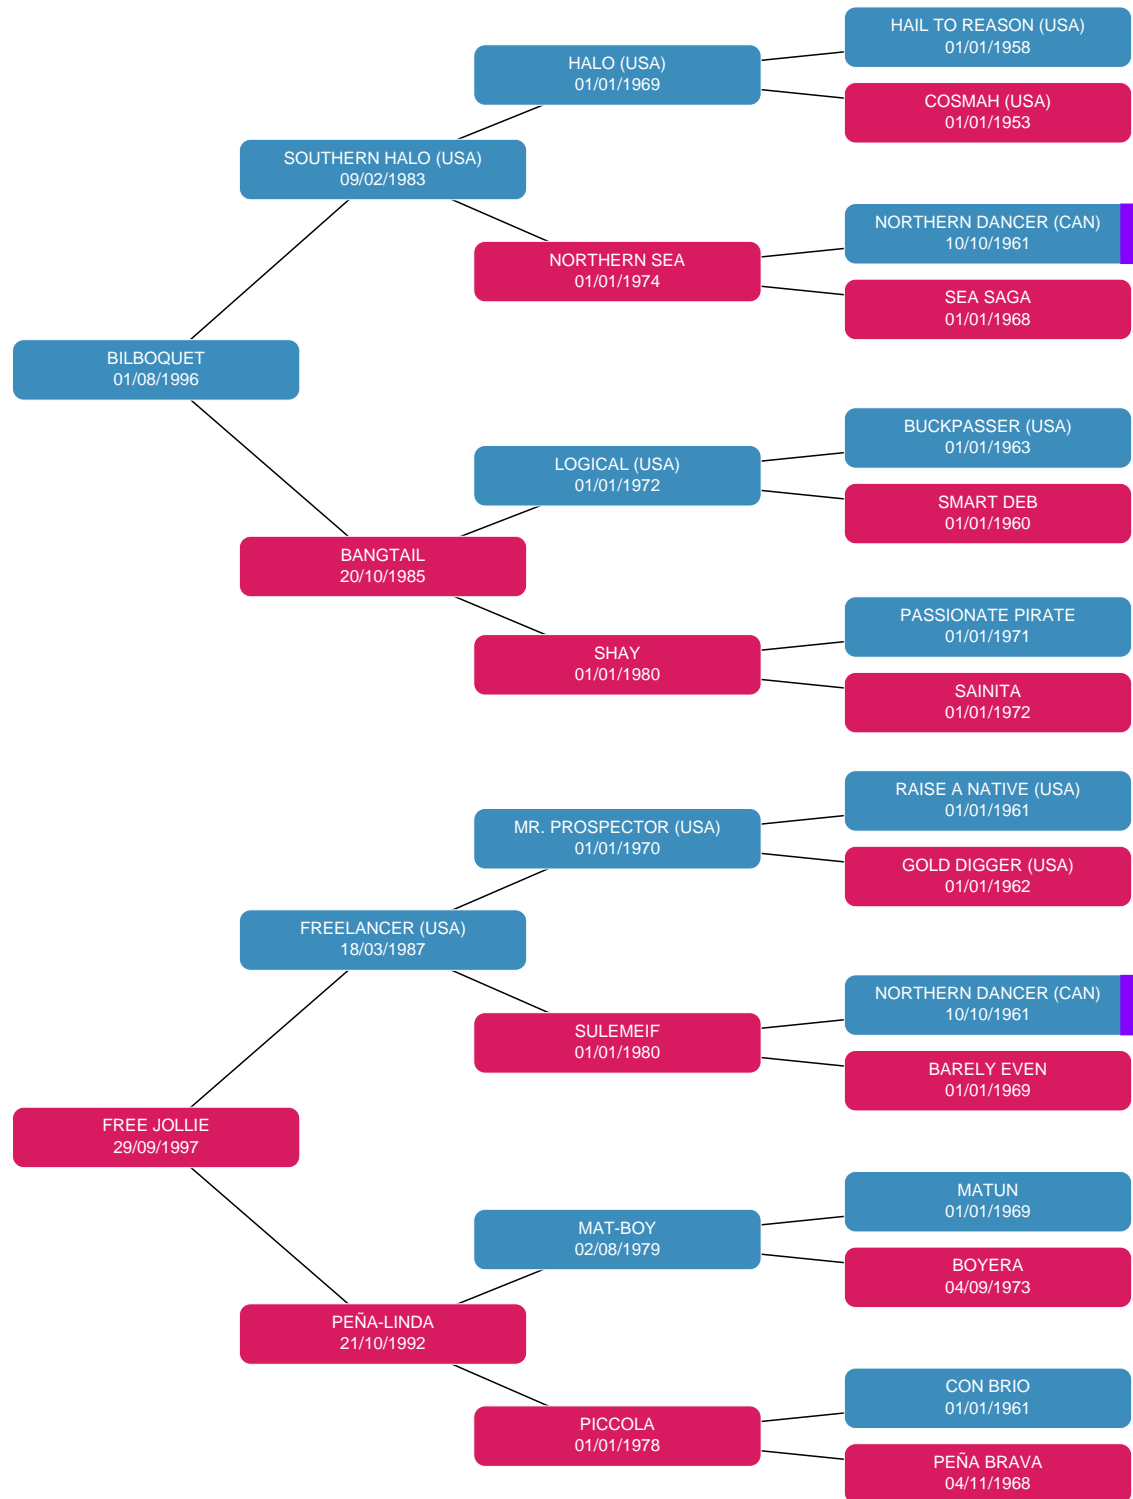 HAIL TO REASON (USA)
01/01/1958
HALO (USA)
01/01/1969
COSMAH (USA)
01/01/1953
SOUTHERN HALO (USA)
09/02/1983
NORTHERN DANCER (CAN)
10/10/1961
NORTHERN SEA
01/01/1974
SEA SAGA
01/01/1968
BILBOQUET
01/08/1996
BUCKPASSER (USA)
01/01/1963
LOGICAL (USA)
01/01/1972
SMART DEB
01/01/1960
BANGTAIL
20/10/1985
PASSIONATE PIRATE
01/01/1971
SHAY
01/01/1980
SAINITA
01/01/1972
RAISE A NATIVE (USA)
01/01/1961
MR. PROSPECTOR (USA)
01/01/1970
GOLD DIGGER (USA)
01/01/1962
FREELANCER (USA)
18/03/1987
NORTHERN DANCER (CAN)
10/10/1961
SULEMEIF
01/01/1980
BARELY EVEN
01/01/1969
FREE JOLLIE
29/09/1997
MATUN
01/01/1969
MAT-BOY
02/08/1979
BOYERA
04/09/1973
PEÑA-LINDA
21/10/1992
CON BRIO
01/01/1961
PICCOLA
01/01/1978
PEÑA BRAVA
04/11/1968